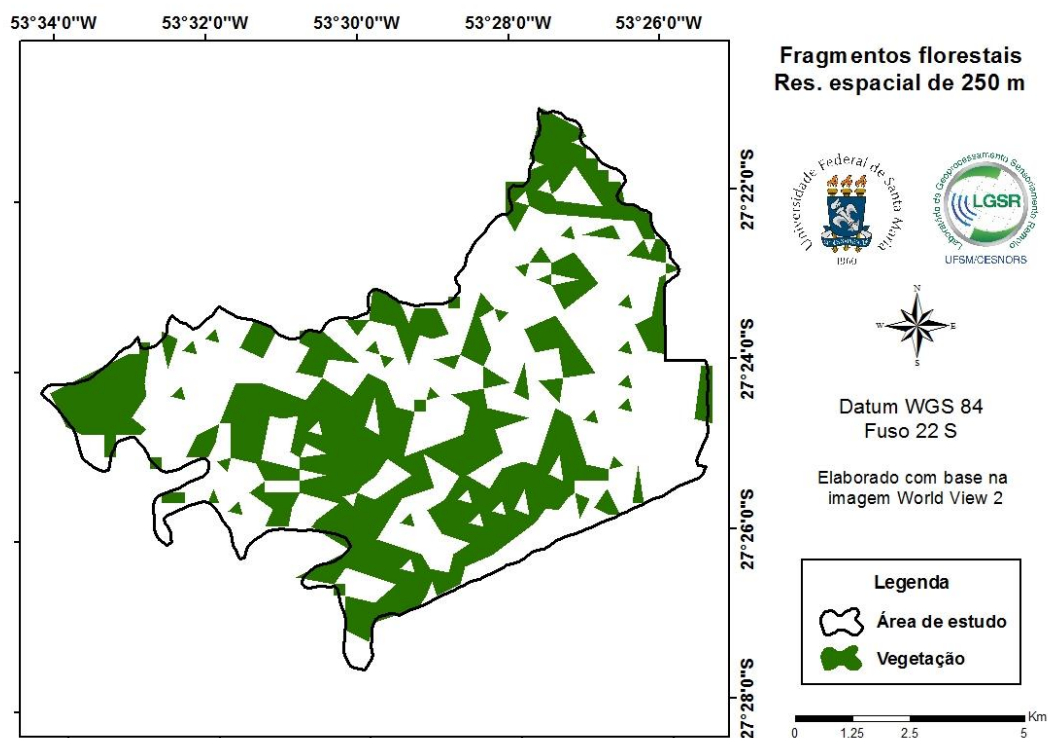 53°34'0"W 53°32'0"W 53°30'0"W 53°28'0"W 53°26'0"W
27°22'0"S
27°24'0"S
27°26'0"S
27°28'0"S
Fragmentos florestais
Res. espacial de 250 m
Universidade Federal de Santa Maria
1960
Laboratório de Geoprocessamento Sensoriamento Remoto
LGSR
UFSM/CESNORS
N
W E
S
Datum WGS 84
Fuso 22 S
Elaborado com base na
imagem World View 2
Legenda
Área de estudo
Vegetação
Km
0 1.25 2.5 5